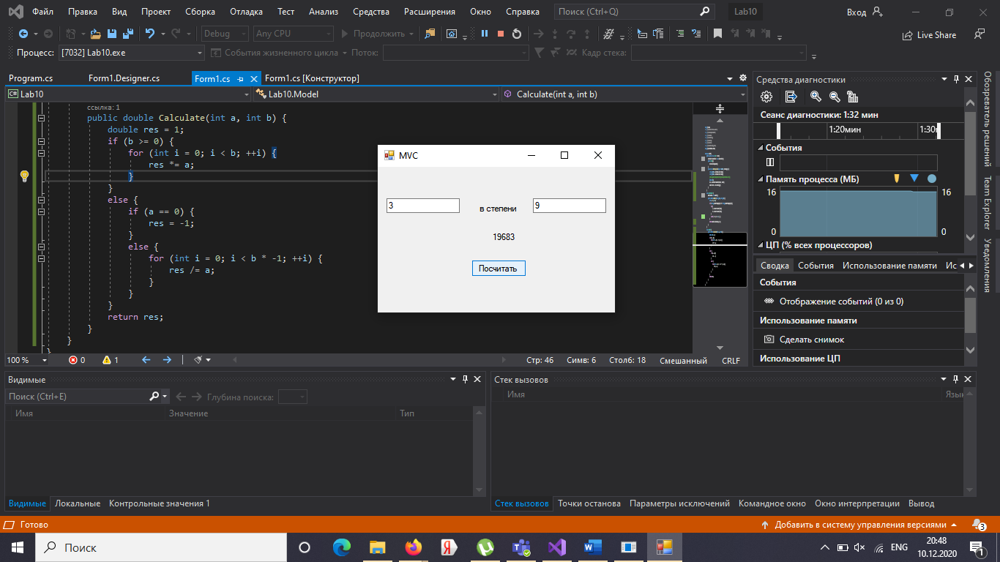 Файл Правка Вид Проект Сборка Отладка Тест Анализ Средства Расширения Окно Справка Поиск (Ctrl+Q) Lab10 Вход
Debug Any CPU Продолжить Live Share
Процесс: [7032] Lab10.exe События жизненного цикла Поток: Кадр стека:
Program.cs Form1.Designer.cs Form1.cs Form1.cs [Конструктор]
C# Lab10 Lab10.Model Calculate(int a, int b)
ссылка: 1
public double Calculate(int a, int b) {
double res = 1;
if (b >= 0) {
for (int i = 0; i < b; ++i) {
res *= a;
}
}
else {
if (a == 0) {
res = -1;
}
else {
for (int i = 0; i < b * -1; ++i) {
res /= a;
}
}
}
return res;
}
}
}
MVC
3 в степени 9
19683
Посчитать
100 % 0 1 Стр: 46 Симв: 6 Столб: 18 Смешанный CRLF
Средства диагностики
Сеанс диагностики: 1:32 мин
1:20мин 1:30
События
Память процесса (МБ)
16 16
0 0
ЦП (% всех процессоров)
Сводка События Использование памяти Ис
События
Отображение событий (0 из 0)
Использование памяти
Сделать снимок
Использование ЦП
Обозреватель решений
Team Explorer
Уведомления
Видимые
Поиск (Ctrl+E) Глубина поиска:
Имя Значение Тип
Видимые Локальные Контрольные значения 1
Стек вызовов
Имя Язык
Стек вызовов Точки останова Параметры исключений Командное окно Окно интерпретации Вывод
Готово Добавить в систему управления версиями 3
Поиск ENG 20:48
10.12.2020 1